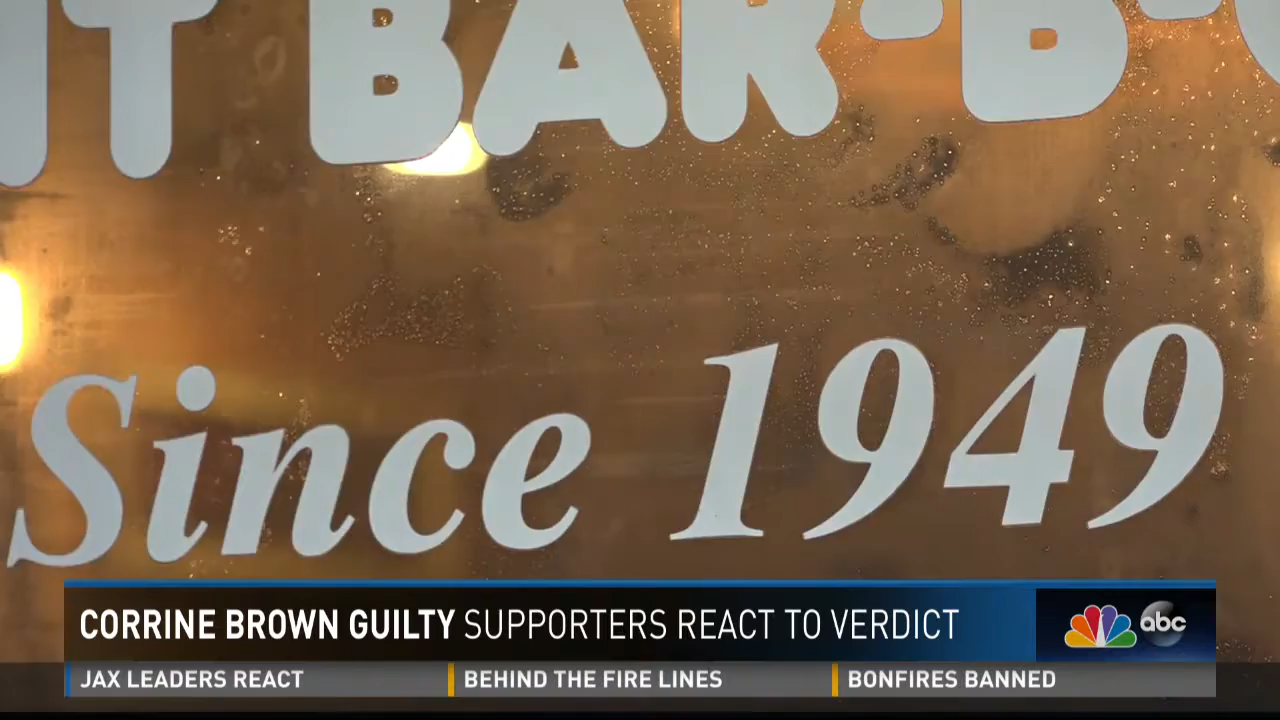 BAR·B·
Since 1949
CORRINE BROWN GUILTY SUPPORTERS REACT TO VERDICT
abc
JAX LEADERS REACT
BEHIND THE FIRE LINES
BONFIRES BANNED